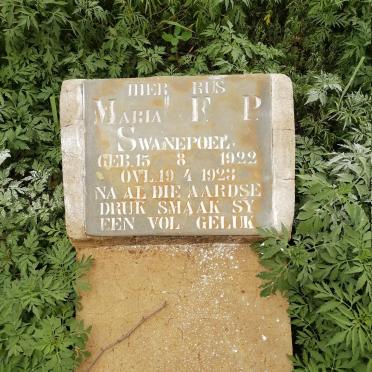 HIER RUS
MARIA F P
SWANEPOEL
GEB. 15 8 1922
OVL. 19 4 1923
NA AL DIE AARDSE
DRUK SMAAK SY
EEN VOL GELUK